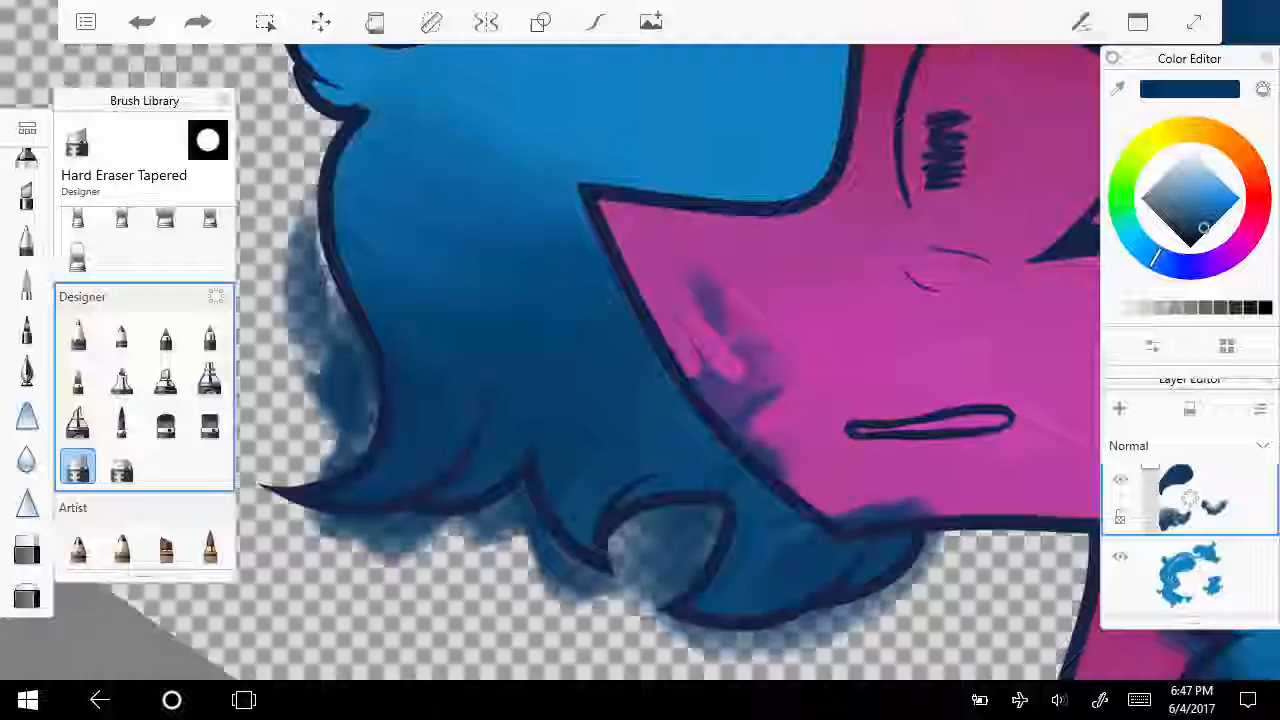 Brush Library
Hard Eraser Tapered
Designer
Designer
Artist
Color Editor
Layer Editor
Normal
6:47 PM
6/4/2017